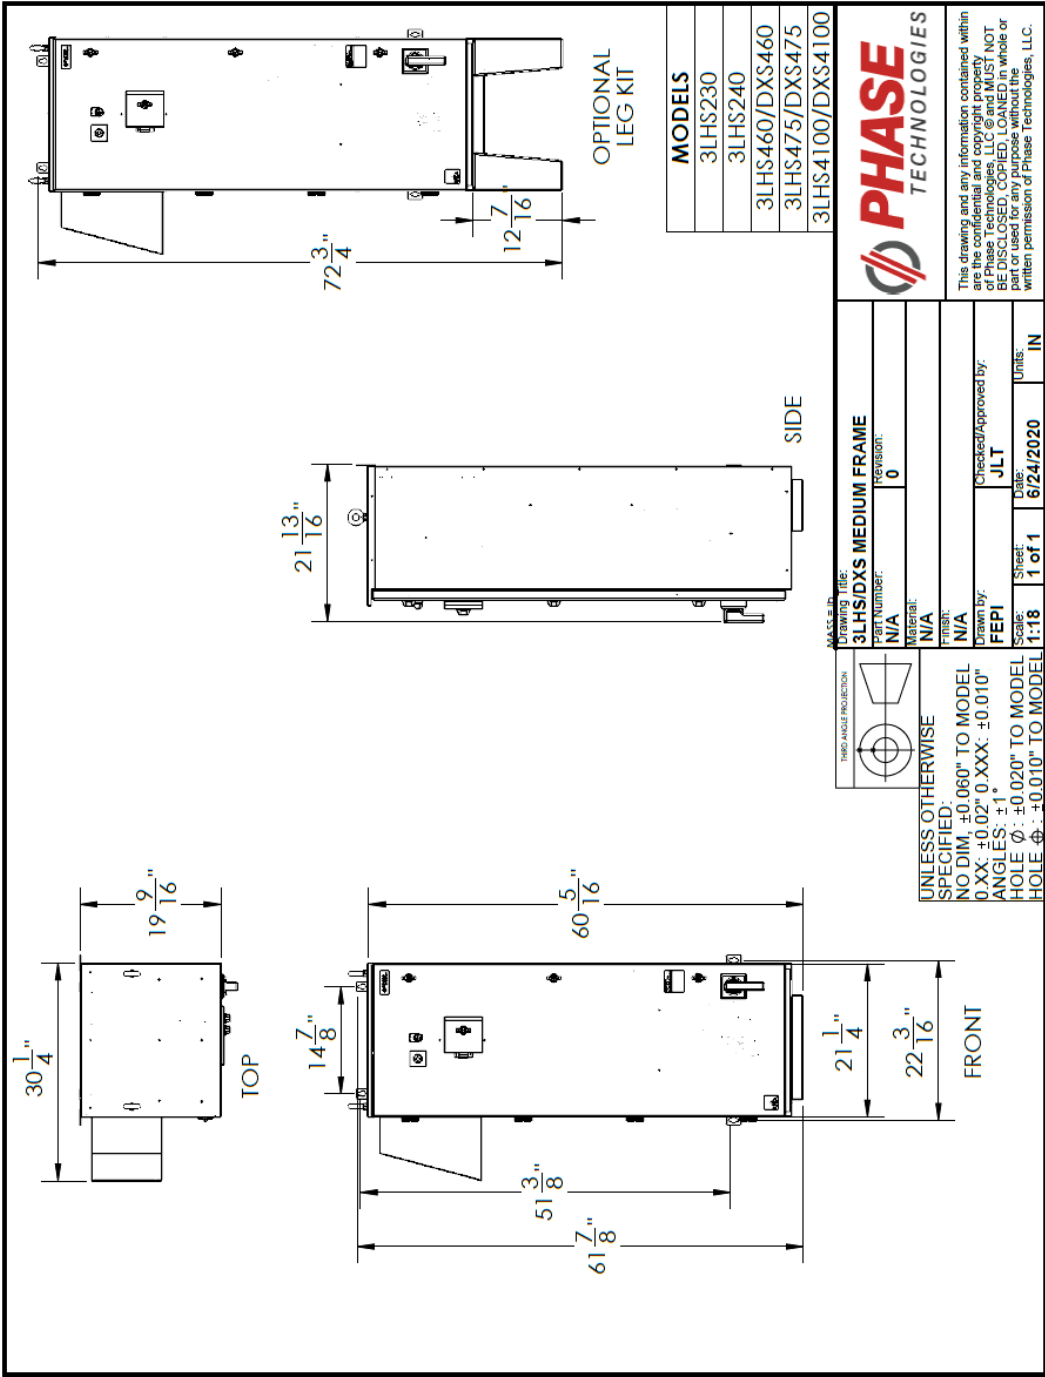 30 1/4"
19 9/16"
TOP
14 7/8"
60 5/16"
51 3/8"
61 7/8"
21 1/4"
22 3/16"
FRONT
21 13/16"
SIDE
72 3/4"
12 7/16"
OPTIONAL
LEG KIT
MODELS
3LHS230
3LHS240
3LHS460/DXS460
3LHS475/DXS475
3LHS4100/DXS4100
THIRD ANGLE PROJECTION
UNLESS OTHERWISE
SPECIFIED:
NO DIM, ±0.060" TO MODEL
0.XX: ±0.02" 0.XXX: ±0.010"
ANGLES: ±1°
HOLE Ø : ±0.020" TO MODEL
HOLE ⌖ : ±0.010" TO MODEL
Drawing Title:
3LHS/DXS MEDIUM FRAME
Part Number:
N/A
Revision:
0
Material:
N/A
Finish:
N/A
Drawn by:
FEPI
Checked/Approved by:
JLT
Scale:
1:18
Sheet:
1 of 1
Date:
6/24/2020
Units:
IN
PHASE
TECHNOLOGIES
This drawing and any information contained within
are the confidential and copyright property
of Phase Technologies, LLC © and MUST NOT
BE DISCLOSED, COPIED, LOANED in whole or
part or used for any purpose without the
written permission of Phase Technologies, LLC.